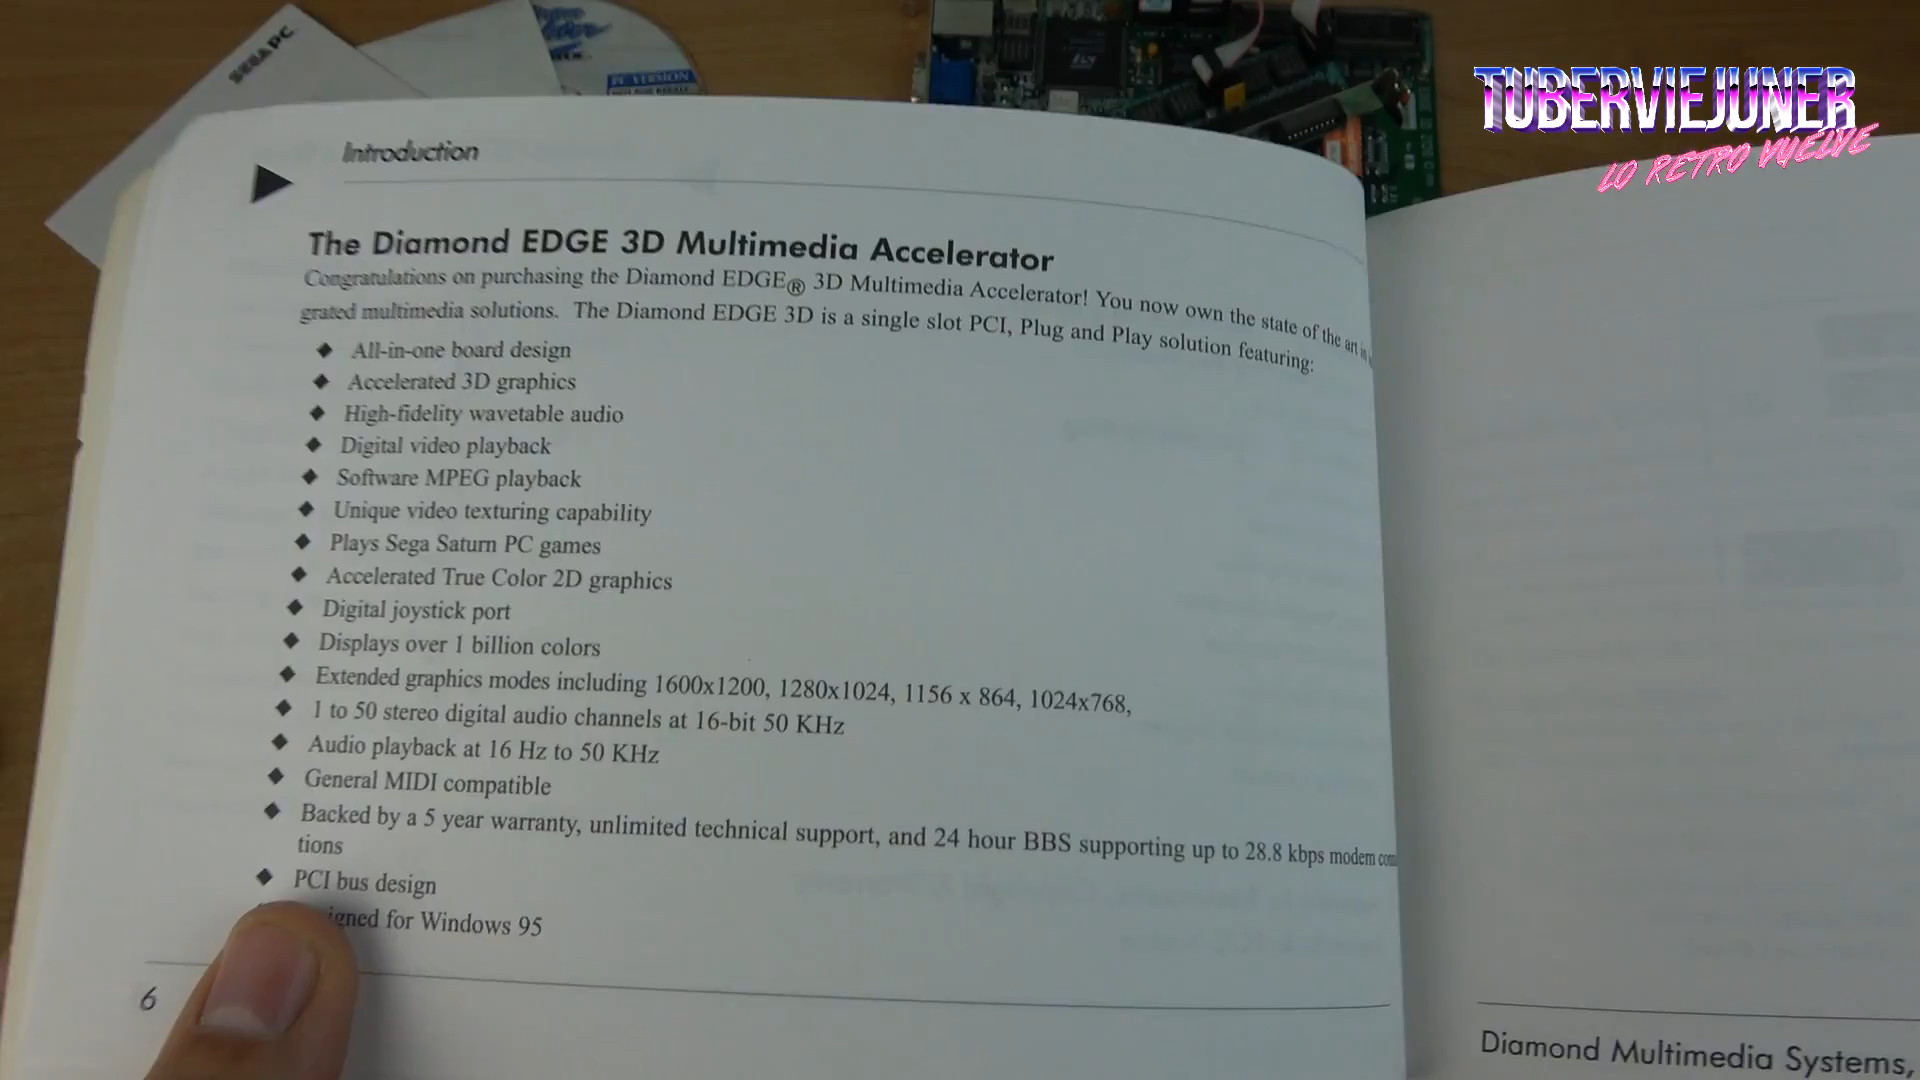 SEGA PC
PC VERSION
TUBERVIEJUNER
LO RETRO VUELVE
Introduction
The Diamond EDGE 3D Multimedia Accelerator
Congratulations on purchasing the Diamond EDGE® 3D Multimedia Accelerator! You now own the state of the art in
grated multimedia solutions. The Diamond EDGE 3D is a single slot PCI, Plug and Play solution featuring:
◆ All-in-one board design
◆ Accelerated 3D graphics
◆ High-fidelity wavetable audio
◆ Digital video playback
◆ Software MPEG playback
◆ Unique video texturing capability
◆ Plays Sega Saturn PC games
◆ Accelerated True Color 2D graphics
◆ Digital joystick port
◆ Displays over 1 billion colors
◆ Extended graphics modes including 1600x1200, 1280x1024, 1156 x 864, 1024x768,
◆ 1 to 50 stereo digital audio channels at 16-bit 50 KHz
◆ Audio playback at 16 Hz to 50 KHz
◆ General MIDI compatible
◆ Backed by a 5 year warranty, unlimited technical support, and 24 hour BBS supporting up to 28.8 kbps modem
tions
◆ PCI bus design
igned for Windows 95
6
Diamond Multimedia Systems,